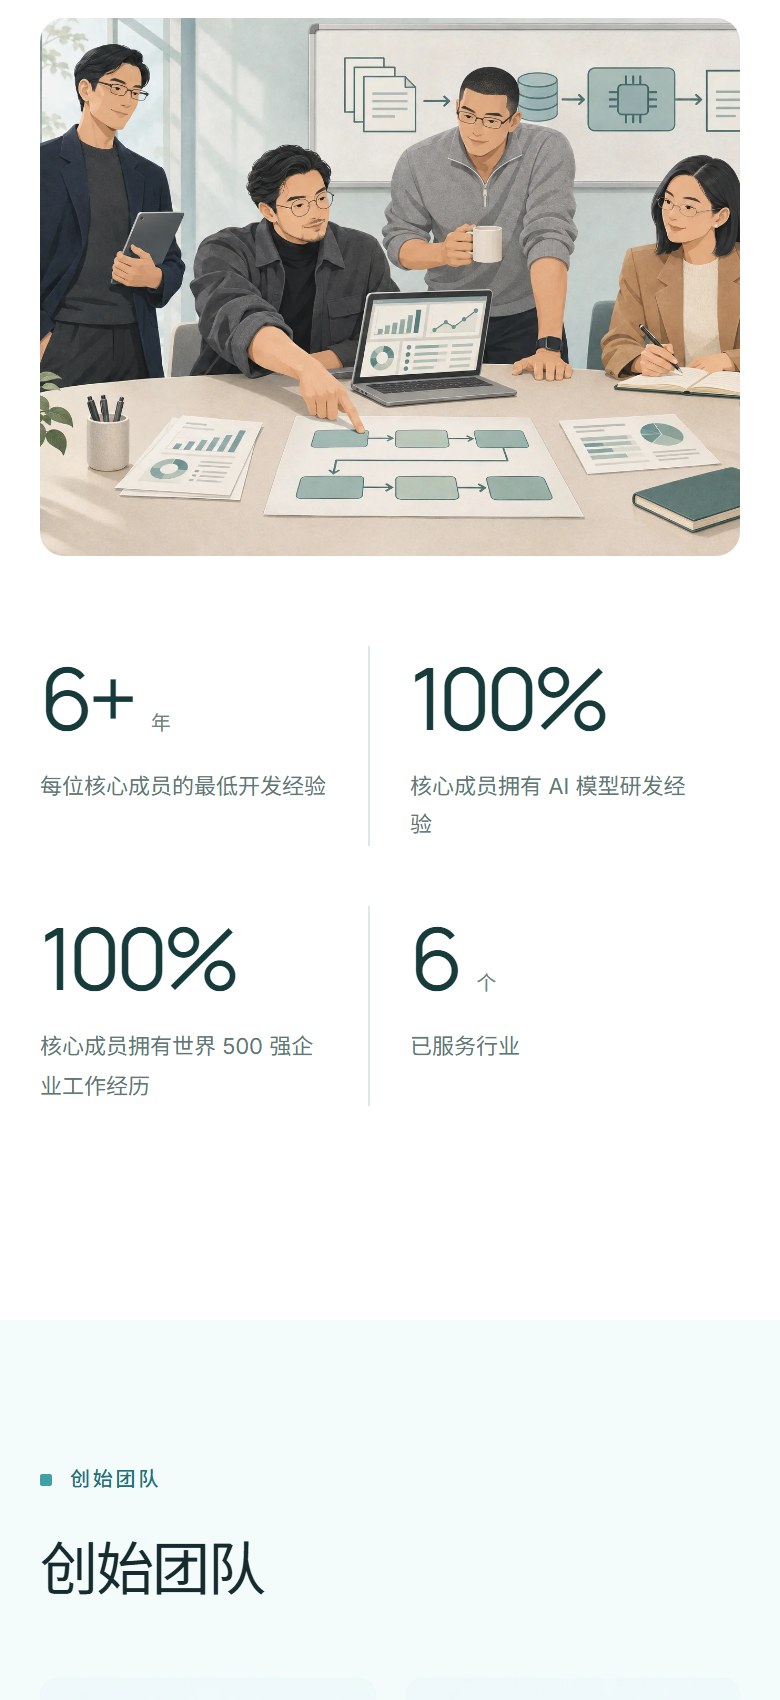 6+ 年
每位核心成员的最低开发经验
100%
核心成员拥有 AI 模型研发经
验
100%
核心成员拥有世界 500 强企
业工作经历
6 个
已服务行业
创始团队
创始团队